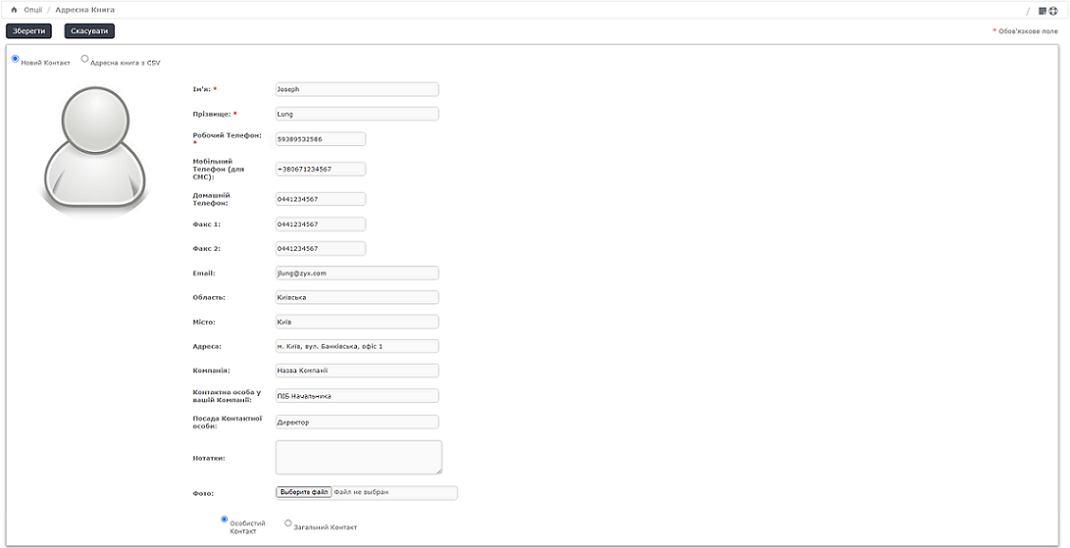 Опції / Адресна Книга /
Зберегти Скасувати * Обов'язкове поле
Новий Контакт Адресна книга з CSV
Ім'я: * Joseph
Прізвище: * Lung
Робочий Телефон: 59389532586
*
Мобільний
Телефон (для +380671234567
СМС):
Домашній
Телефон: 0441234567
Факс 1: 0441234567
Факс 2: 0441234567
Email: jlung@zyx.com
Область: Київська
Місто: Київ
Адреса: м. Київ, вул. Банківська, офіс 1
Компанія: Назва Компанії
Контактна особа у
вашій Компанії: ПІБ Начальника
Посада Контактної
особи: Директор
Нотатки:
Фото: Выберите файл Файл не выбран
Особистий
Контакт Загальний Контакт